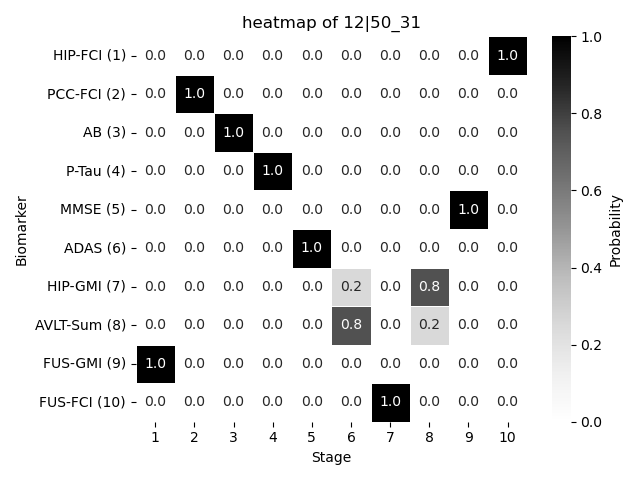 heatmap of 12|50_31
HIP-FCI (1) 0.0 0.0 0.0 0.0 0.0 0.0 0.0 0.0 0.0 1.0
PCC-FCI (2) 0.0 1.0 0.0 0.0 0.0 0.0 0.0 0.0 0.0 0.0
AB (3) 0.0 0.0 1.0 0.0 0.0 0.0 0.0 0.0 0.0 0.0
P-Tau (4) 0.0 0.0 0.0 1.0 0.0 0.0 0.0 0.0 0.0 0.0
MMSE (5) 0.0 0.0 0.0 0.0 0.0 0.0 0.0 0.0 1.0 0.0
ADAS (6) 0.0 0.0 0.0 0.0 1.0 0.0 0.0 0.0 0.0 0.0
HIP-GMI (7) 0.0 0.0 0.0 0.0 0.0 0.2 0.0 0.8 0.0 0.0
AVLT-Sum (8) 0.0 0.0 0.0 0.0 0.0 0.8 0.0 0.2 0.0 0.0
FUS-GMI (9) 1.0 0.0 0.0 0.0 0.0 0.0 0.0 0.0 0.0 0.0
FUS-FCI (10) 0.0 0.0 0.0 0.0 0.0 0.0 1.0 0.0 0.0 0.0
1 2 3 4 5 6 7 8 9 10
Stage
Biomarker
1.0
0.8
0.6
0.4
0.2
0.0
Probability